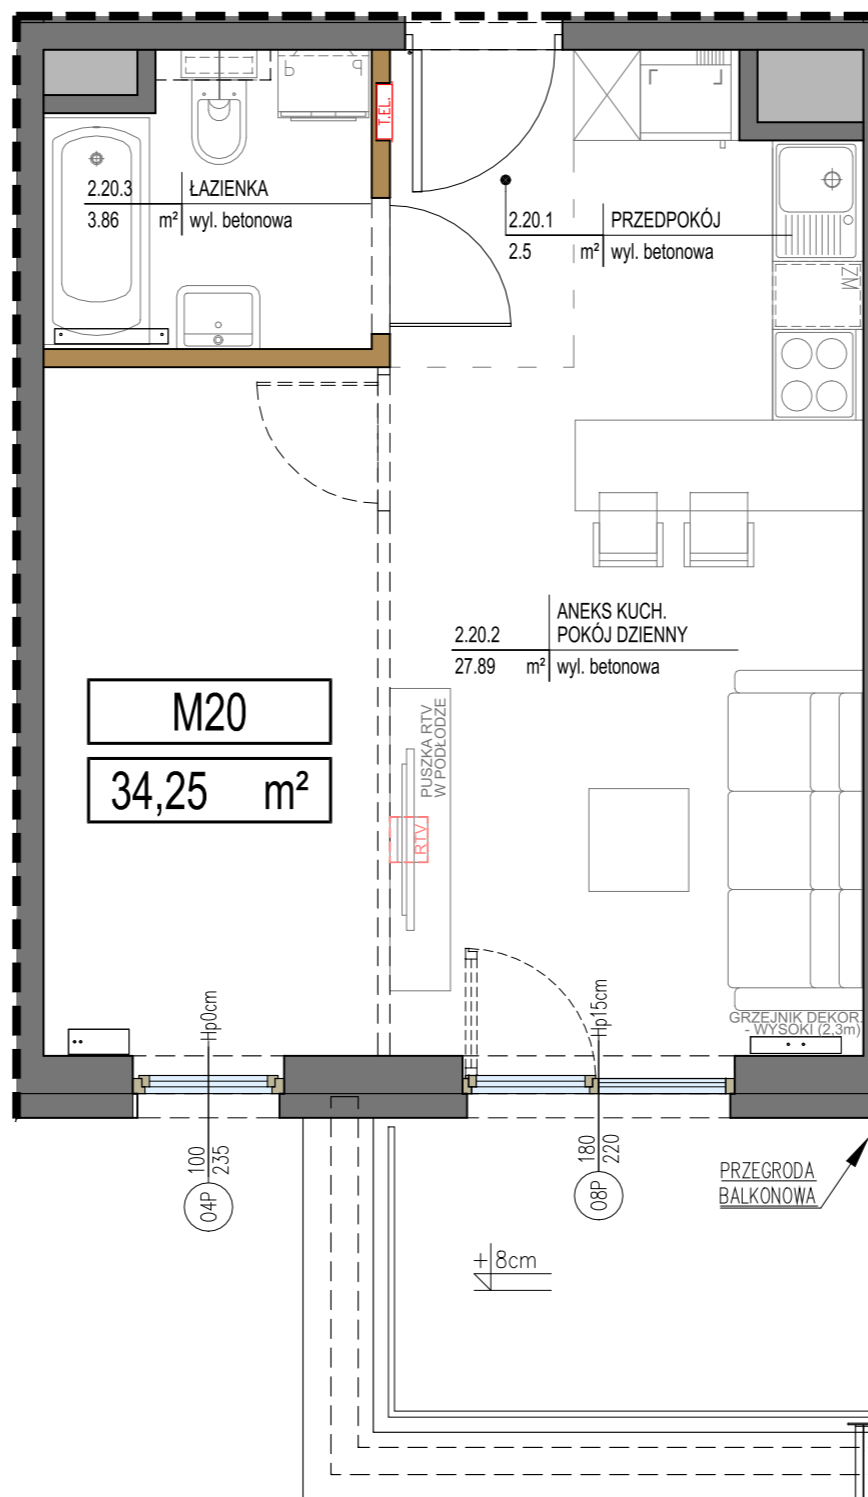 T.EL.
2.20.3 ŁAZIENKA
3.86 m² wyl. betonowa
2.20.1 PRZEDPOKÓJ
2.5 m² wyl. betonowa
ZM
ANEKS KUCH.
2.20.2 POKÓJ DZIENNY
27.89 m² wyl. betonowa
M20
34,25 m²
PUSZKA RTV
W PODŁODZE
RTV
GRZEJNIK DEKOR.
- WYSOKI (2,3m)
Hp0cm
Hp15cm
100
235
04P
180
220
08P
PRZEGRODA
BALKONOWA
+8cm
P